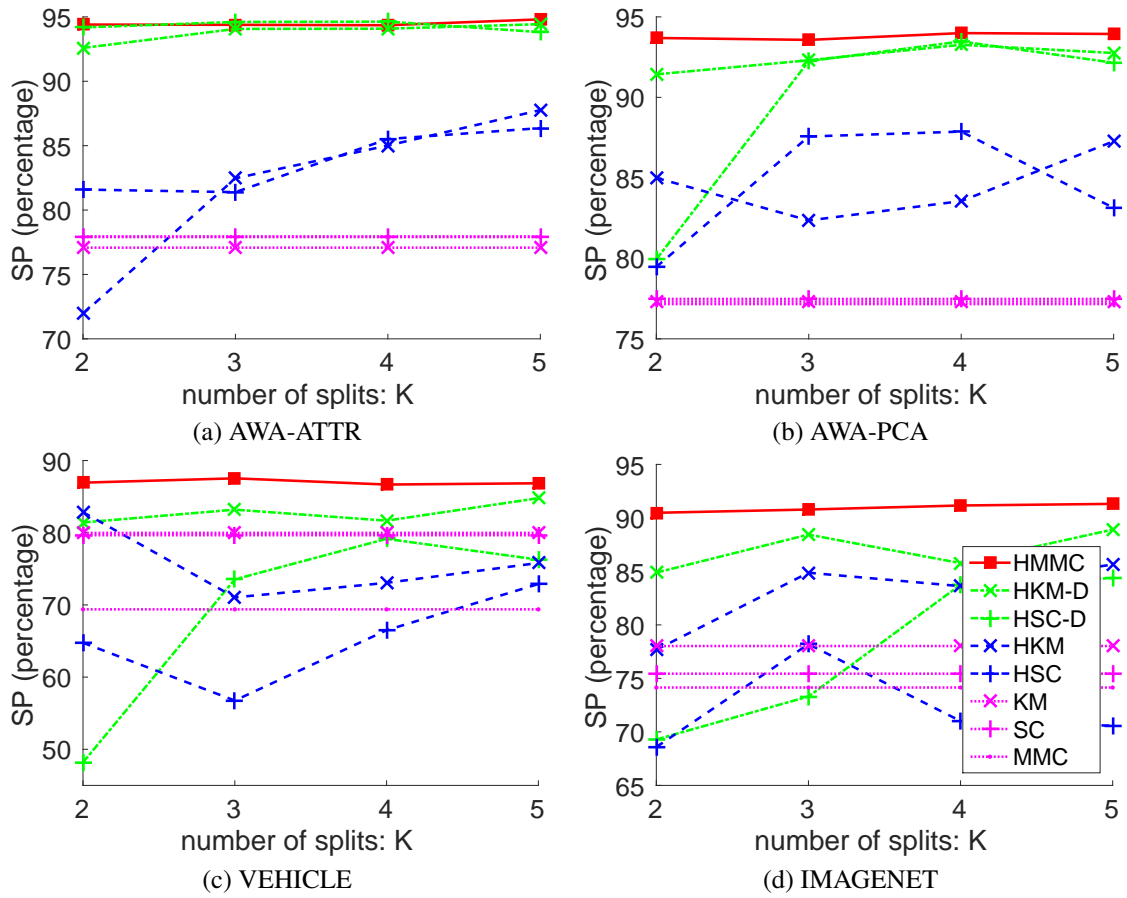 95
90
85
80
75
70
SP (percentage)
2 3 4 5
number of splits: K
(a) AWA-ATTR
95
90
85
80
75
SP (percentage)
2 3 4 5
number of splits: K
(b) AWA-PCA
90
80
70
60
50
SP (percentage)
2 3 4 5
number of splits: K
(c) VEHICLE
95
90
85
80
75
70
65
SP (percentage)
HMMC
HKM-D
HSC-D
HKM
HSC
KM
SC
MMC
2 3 4 5
number of splits: K
(d) IMAGENET